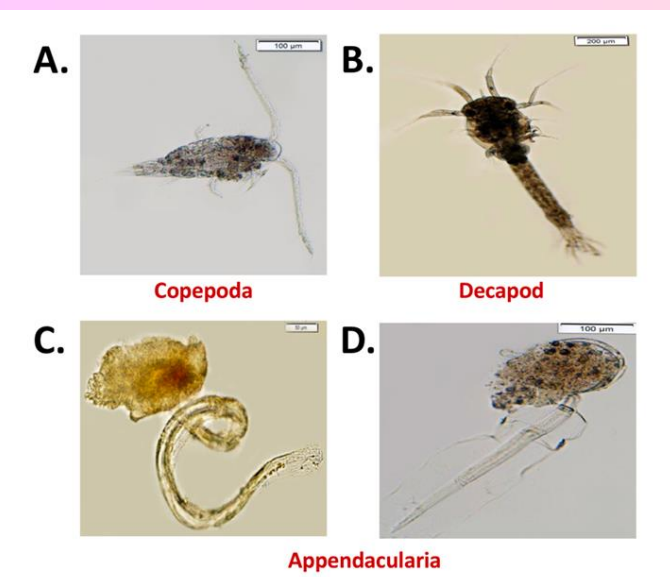 A.
100 µm
B.
200 µm
Copepoda
Decapod
C.
D.
100 µm
Appendacularia